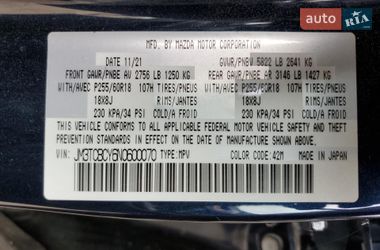 auto RIA
MFD. BY MAZDA MOTOR CORPORATION
DATE 11/21 GVWR/PNBV 5822 LB 2641 KG
FRONT GAWR/PNBE AV 2756 LB 1250 KG REAR GAWR/PNBE AR 3146 LB 1427 KG
WITH/AVEC P255/60R18 107H TIRES/PNEUS WITH/AVEC P255/60R18 107H TIRES/PNEUS
18X8J RIMS/JANTES 18X8J RIMS/JANTES
230 KPA/34 PSI COLD/A FROID 230 KPA/34 PSI COLD/A FROID
THIS VEHICLE CONFORMS TO ALL APPLICABLE FEDERAL MOTOR VEHICLE SAFETY,
BUMPER, AND THEFT PREVENTION STANDARDS IN EFFECT ON THE DATE OF
MANUFACTURE SHOWN ABOVE.
VIN: JM3TCBCY6N0600070 TYPE:MPV COLOR CODE: 42M MADE IN JAPAN